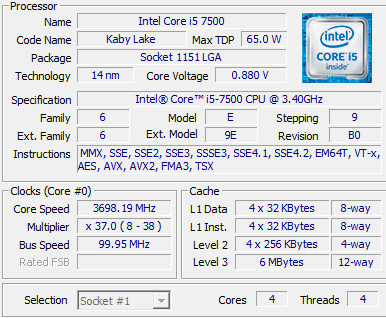 Processor
Name Intel Core i5 7500
Code Name Kaby Lake Max TDP 65.0 W
Package Socket 1151 LGA
Technology 14 nm Core Voltage 0.880 V
intel
CORE i5
inside™
Specification Intel® Core™ i5-7500 CPU @ 3.40GHz
Family 6 Model E Stepping 9
Ext. Family 6 Ext. Model 9E Revision B0
Instructions MMX, SSE, SSE2, SSE3, SSSE3, SSE4.1, SSE4.2, EM64T, VT-x,
AES, AVX, AVX2, FMA3, TSX
Clocks (Core #0)
Core Speed 3698.19 MHz
Multiplier x 37.0 ( 8 - 38 )
Bus Speed 99.95 MHz
Rated FSB
Cache
L1 Data 4 x 32 KBytes 8-way
L1 Inst. 4 x 32 KBytes 8-way
Level 2 4 x 256 KBytes 4-way
Level 3 6 MBytes 12-way
Selection Socket #1 Cores 4 Threads 4